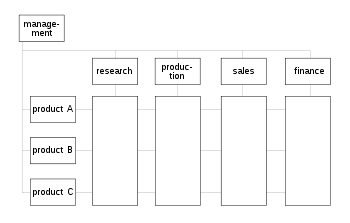 manage-
ment
research
produc-
tion
sales
finance
product A
product B
product C